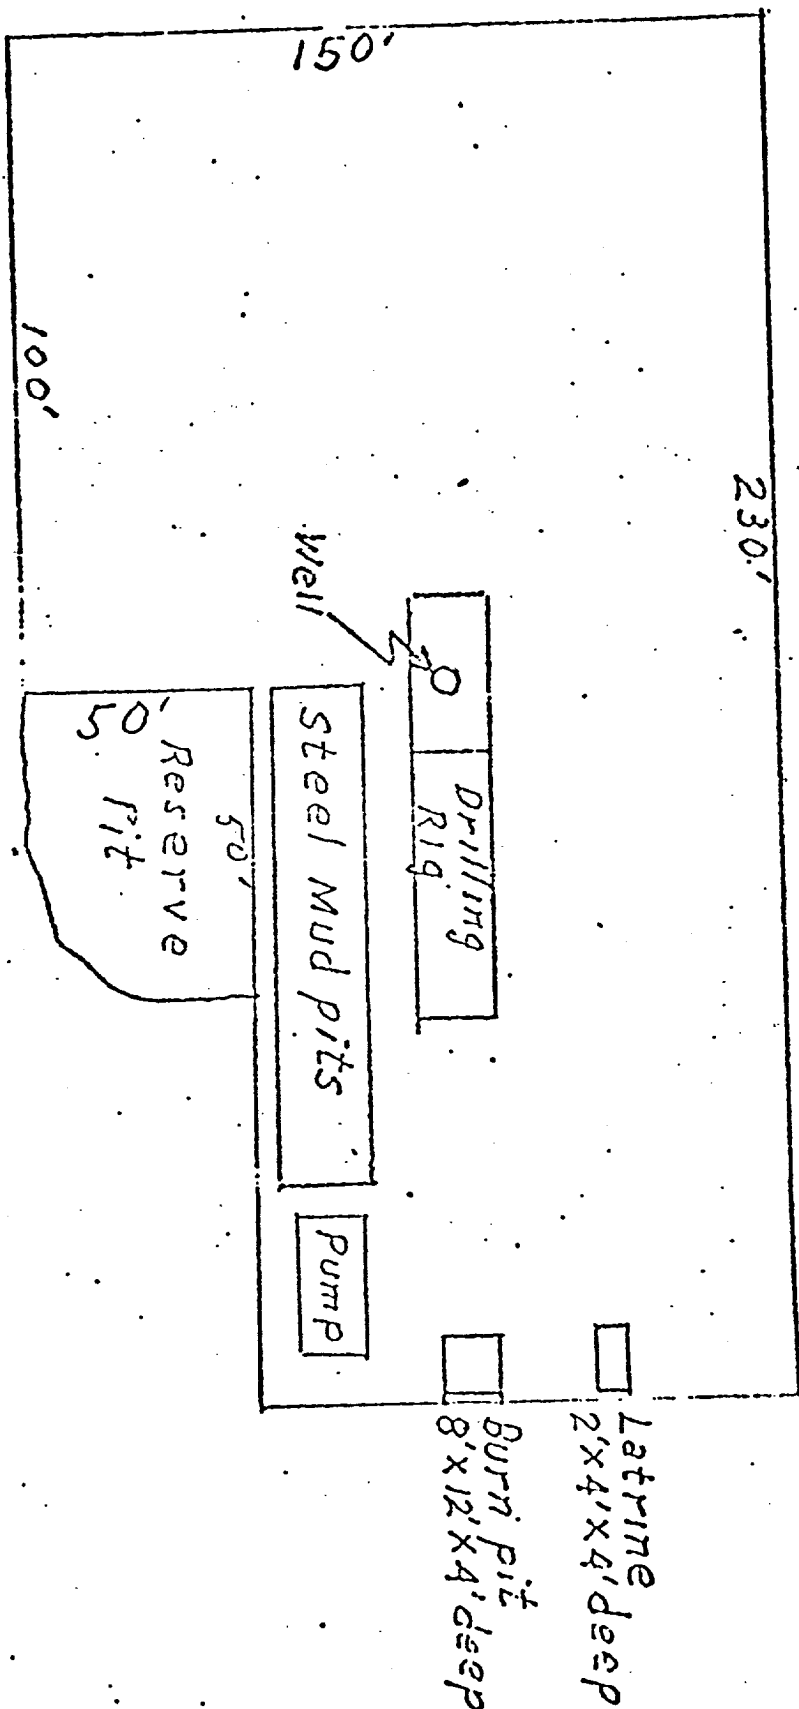 150'
230'
100'
Well
Drilling
Rig
Steel Mud pits
50'
50'
Reserve
Pit
Pump
Latrine
2'x4'x4' deep
Burn pit
8'x12'x4' deep